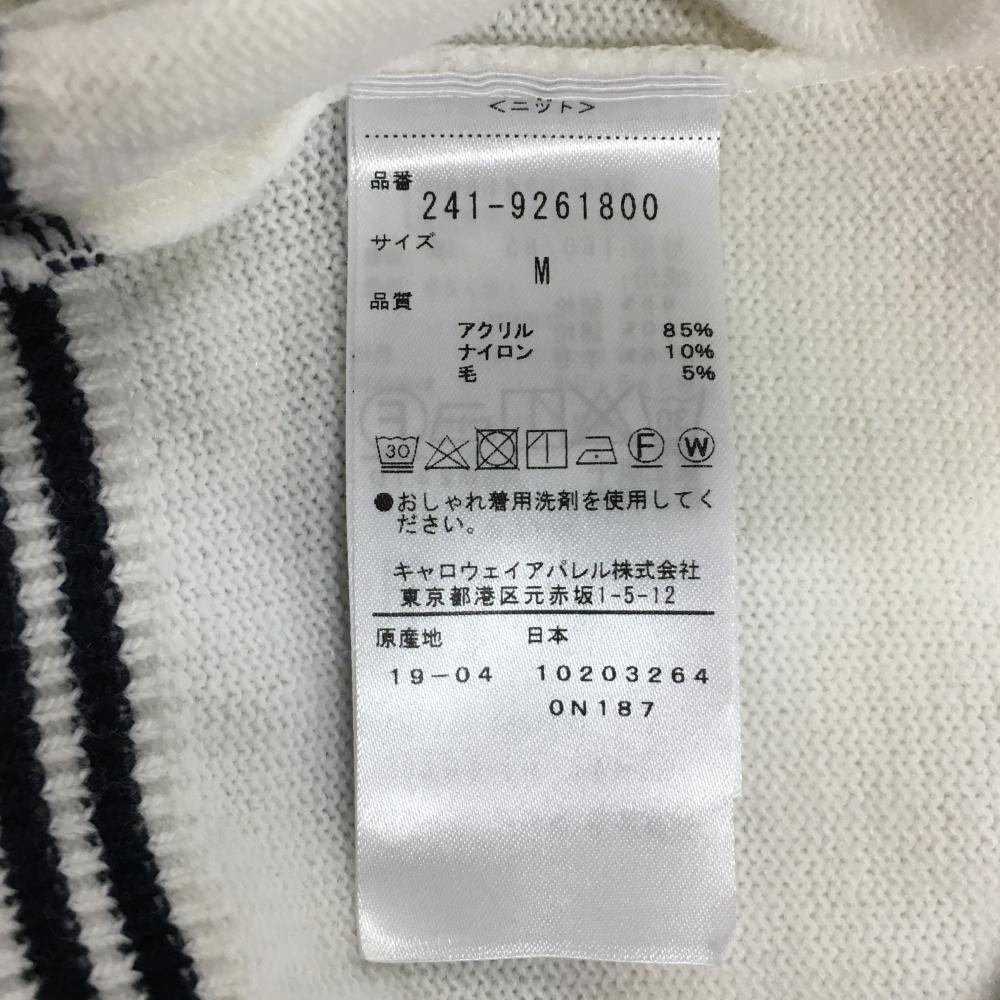 <ニット>
品番
241-9261800
サイズ
M
品質
アクリル 85%
ナイロン 10%
毛 5%
30 F W
●おしゃれ着用洗剤を使用してく
ださい。
キャロウェイアパレル株式会社
東京都港区元赤坂1-5-12
原産地 日本
19-04 10203264
0N187